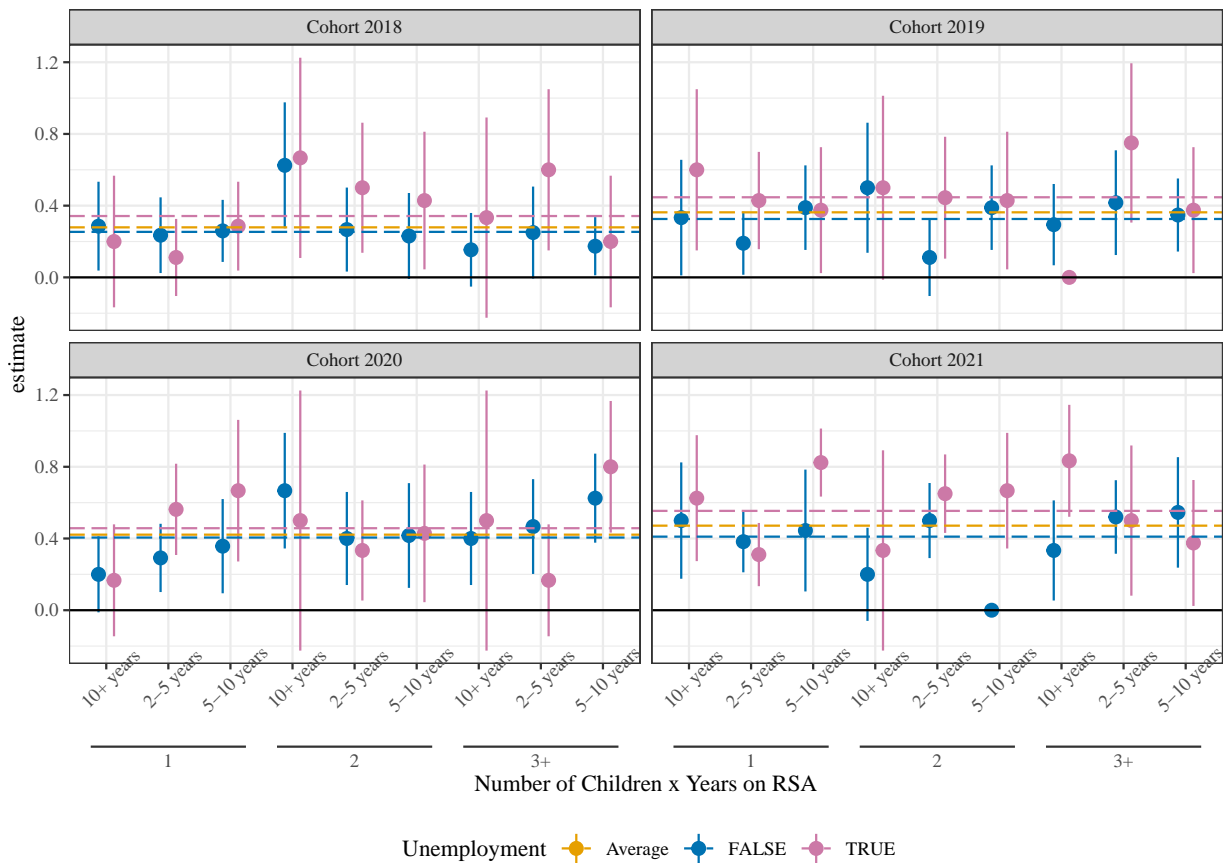 Cohort 2018
Cohort 2019
1.2
0.8
0.4
0.0
Cohort 2020
Cohort 2021
1.2
0.8
0.4
0.0
estimate
10+ years
2–5 years
5–10 years
10+ years
2–5 years
5–10 years
10+ years
2–5 years
5–10 years
10+ years
2–5 years
5–10 years
10+ years
2–5 years
5–10 years
10+ years
2–5 years
5–10 years
1
2
3+
1
2
3+
Number of Children x Years on RSA
Unemployment Average FALSE TRUE